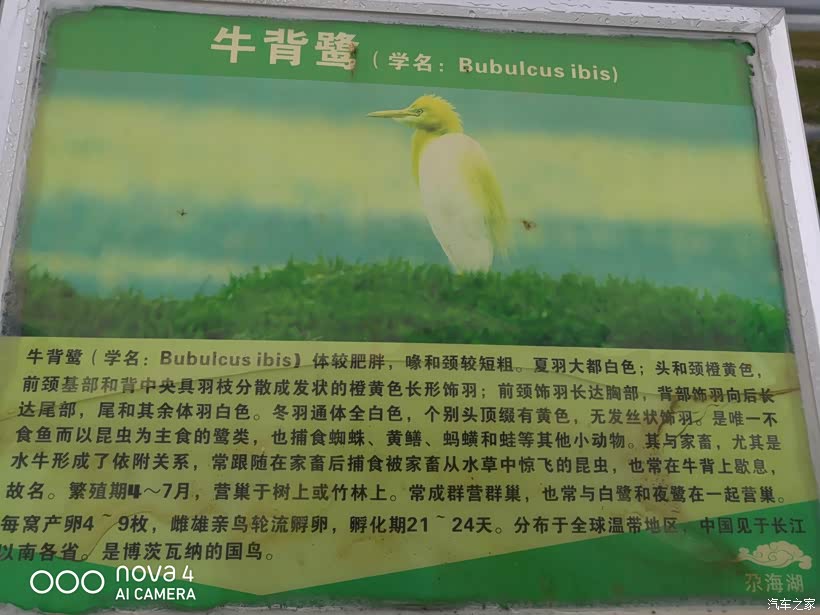 牛背鹭(学名：Bubulcus ibis)
牛背鹭（学名：Bubulcus ibis）体较肥胖，喙和颈较短粗。夏羽大都白色；头和颈橙黄色，
前颈基部和背中央具羽枝分散成发状的橙黄色长形饰羽；前颈饰羽长达胸部，背部饰羽向后长
达尾部，尾和其余体羽白色。冬羽通体全白色，个别头顶缀有黄色，无发丝状饰羽。是唯一不
食鱼而以昆虫为主食的鹭类，也捕食蜘蛛、黄鳝、蚂蟥和蛙等其他小动物。其与家畜，尤其是
水牛形成了依附关系，常跟随在家畜后捕食被家畜从水草中惊飞的昆虫，也常在牛背上歇息，
故名。繁殖期4～7月，营巢于树上或竹林上。常成群营群巢，也常与白鹭和夜鹭在一起营巢。
每窝产卵4～9枚，雌雄亲鸟轮流孵卵，孵化期21～24天。分布于全球温带地区，中国见于长江
以南各省。是博茨瓦纳的国鸟。
尕海湖
nova 4
AI CAMERA
汽车之家